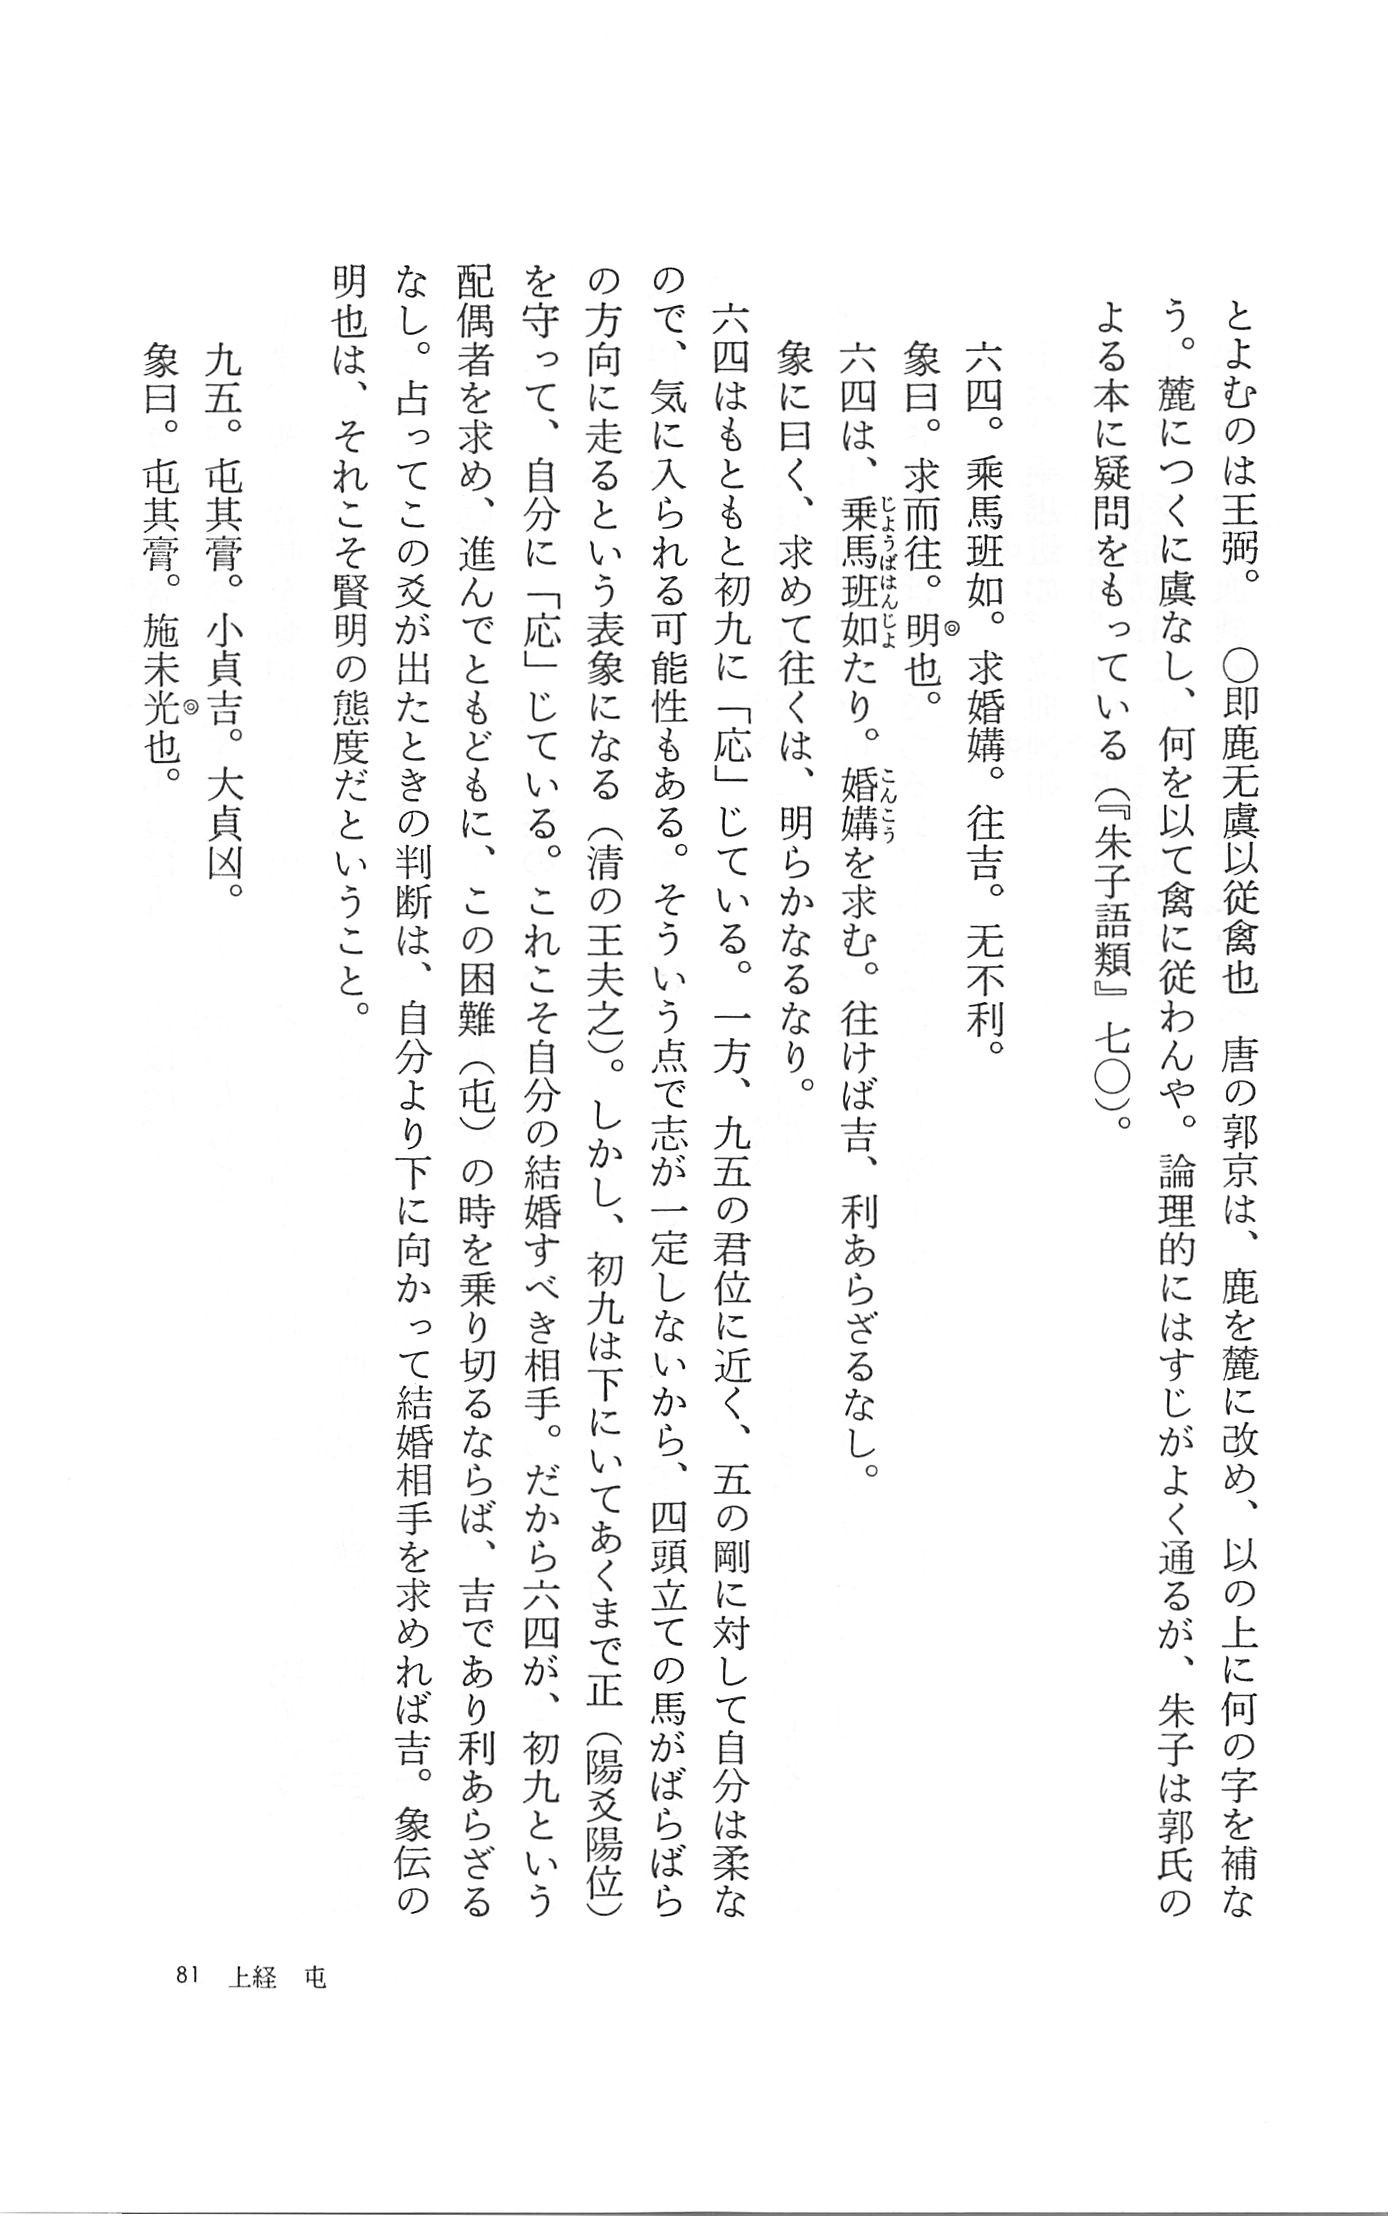 とよむのは王弼。　〇即鹿无虞以従禽也　唐の郭京は、鹿を麓に改め、以の上に何の字を補な
う。麓につくに虞なし、何を以て禽に従わんや。論理的にはすじがよく通るが、朱子は郭氏の
よる本に疑問をもっている（『朱子語類』七〇）。
六四。乘馬班如。求婚媾。往吉。无不利。
象曰。求而往。明◎也。
六四は、乗馬班如たり。婚媾を求む。往けば吉、利あらざるなし。
じようばはんじよ
こんこう
象に曰く、求めて往くは、明らかなるなり。
六四はもともと初九に「応」じている。一方、九五の君位に近く、五の剛に対して自分は柔な
ので、気に入られる可能性もある。そういう点で志が一定しないから、四頭立ての馬がばらばら
の方向に走るという表象になる（清の王夫之）。しかし、初九は下にいてあくまで正（陽爻陽位）
を守って、自分に「応」じている。これこそ自分の結婚すべき相手。だから六四が、初九という
配偶者を求め、進んでともどもに、この困難（屯）の時を乗り切るならば、吉であり利あらざる
なし。占ってこの爻が出たときの判断は、自分より下に向かって結婚相手を求めれば吉。象伝の
明也は、それこそ賢明の態度だということ。
九五。屯其膏。小貞吉。大貞凶。
象曰。屯其膏。施未光◎也。
81　上経　屯